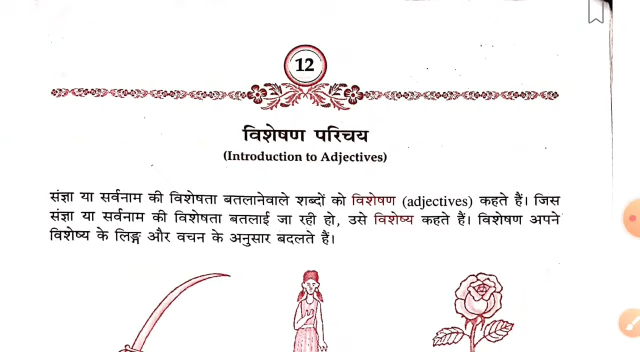 12
विशेषण परिचय
(Introduction to Adjectives)
संज्ञा या सर्वनाम की विशेषता बतलानेवाले शब्दों को विशेषण (adjectives) कहते हैं। जिस
संज्ञा या सर्वनाम की विशेषता बतलाई जा रही हो, उसे विशेष्य कहते हैं। विशेषण अपने
विशेष्य के लिङ्ग और वचन के अनुसार बदलते हैं।